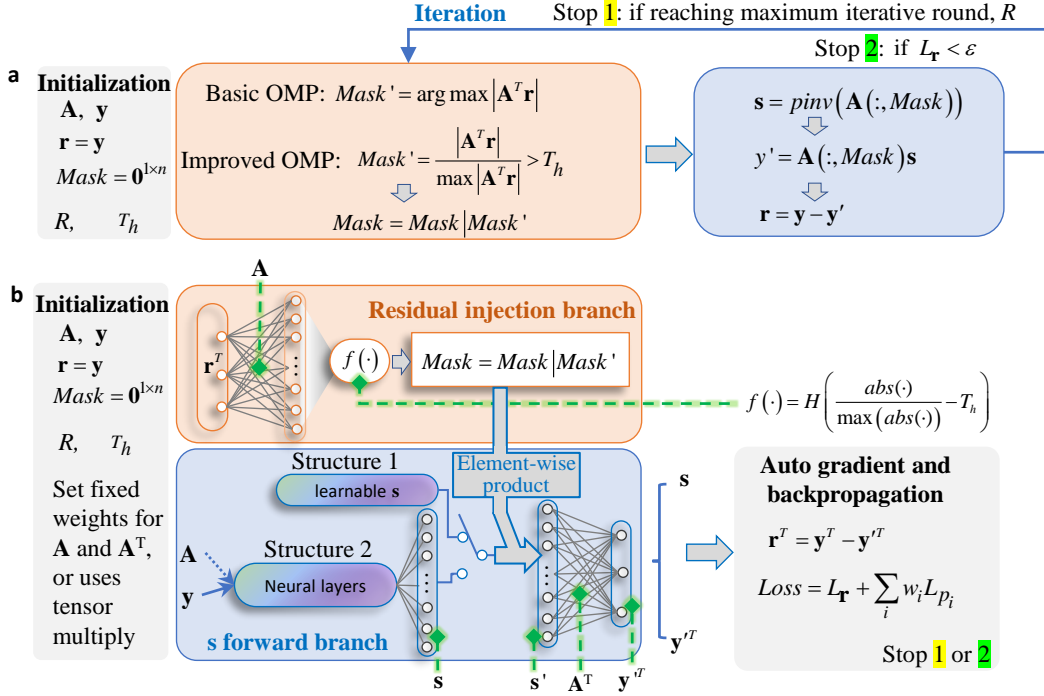 Iteration
Stop 1: if reaching maximum iterative round, R
Stop 2: if L_r < ε
a
Initialization
A, y
r = y
Mask = 0^{1×n}
R, T_h
Basic OMP: Mask' = arg max |A^T r|
Improved OMP: Mask' = |A^T r| / max|A^T r| > T_h
Mask = Mask|Mask'
s = pinv(A(:,Mask))
y' = A(:,Mask)s
r = y − y'
b
Initialization
A, y
r = y
Mask = 0^{1×n}
R, T_h
Set fixed
weights for
A and A^T,
or uses
tensor
multiply
A
Residual injection branch
r^T
f(·)
Mask = Mask|Mask'
f(·) = H( abs(·) / max(abs(·)) − T_h )
Structure 1
learnable s
Element-wise
product
Structure 2
A
y
Neural layers
s forward branch
s
s'
A^T
y'^T
s
y'^T
Auto gradient and
backpropagation
r^T = y^T − y'^T
Loss = L_r + ∑_i w_i L_{p_i}
Stop 1 or 2